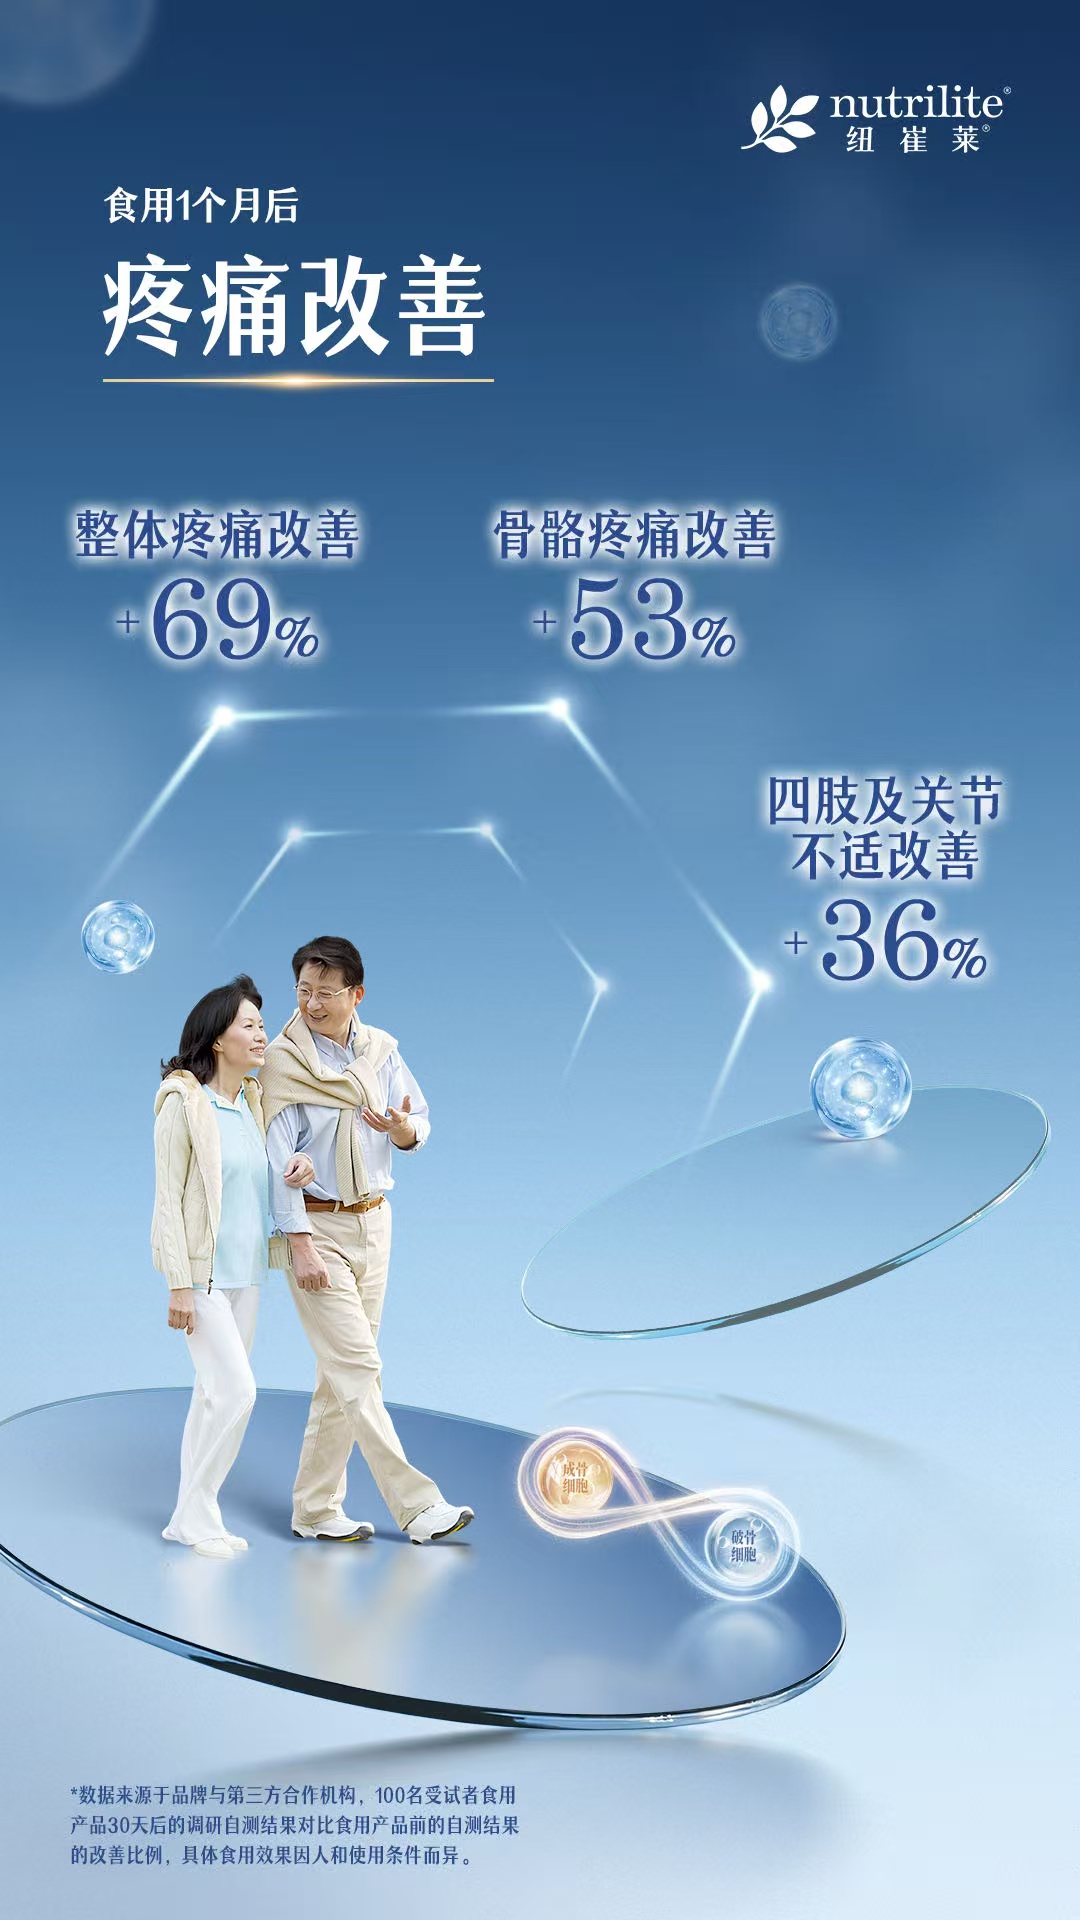 nutrilite®
纽崔莱®
食用1个月后
疼痛改善
整体疼痛改善
+69%
骨骼疼痛改善
+53%
四肢及关节
不适改善
+36%
成骨
细胞
破骨
细胞
*数据来源于品牌与第三方合作机构，100名受试者食用
产品30天后的调研自测结果对比食用产品前的自测结果
的改善比例，具体食用效果因人和使用条件而异。